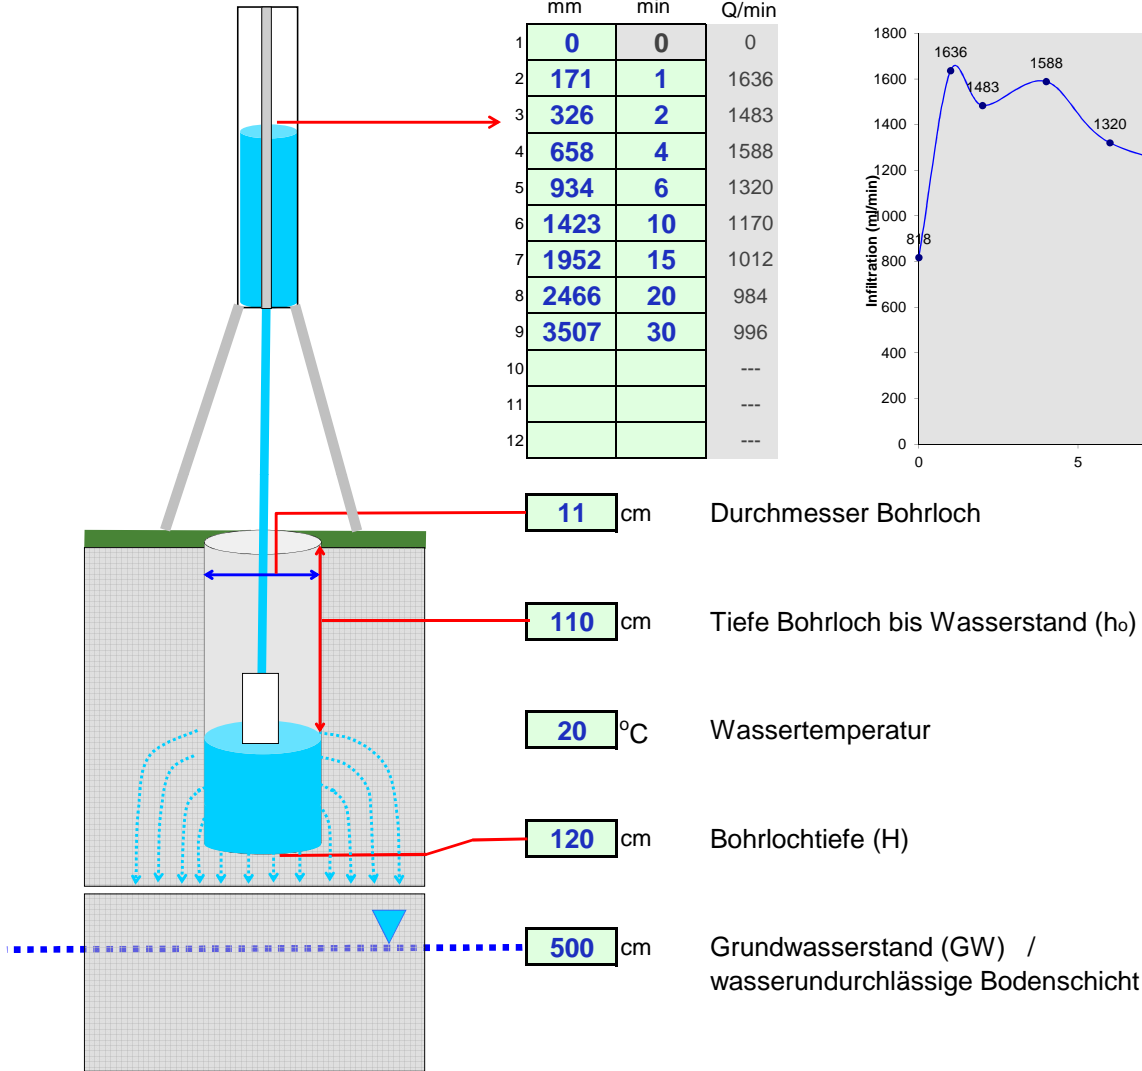 mm min Q/min
1 0 0 0
2 171 1 1636
3 326 2 1483
4 658 4 1588
5 934 6 1320
6 1423 10 1170
7 1952 15 1012
8 2466 20 984
9 3507 30 996
10 ---
11 ---
12 ---
Infiltration (ml/min)
1800
1600
1400
1200
1000
800
600
400
200
0
0 5
818
1636
1483
1588
1320
11 cm Durchmesser Bohrloch
110 cm Tiefe Bohrloch bis Wasserstand (ho)
20 °C Wassertemperatur
120 cm Bohrlochtiefe (H)
500 cm Grundwasserstand (GW) /
wasserundurchlässige Bodenschicht